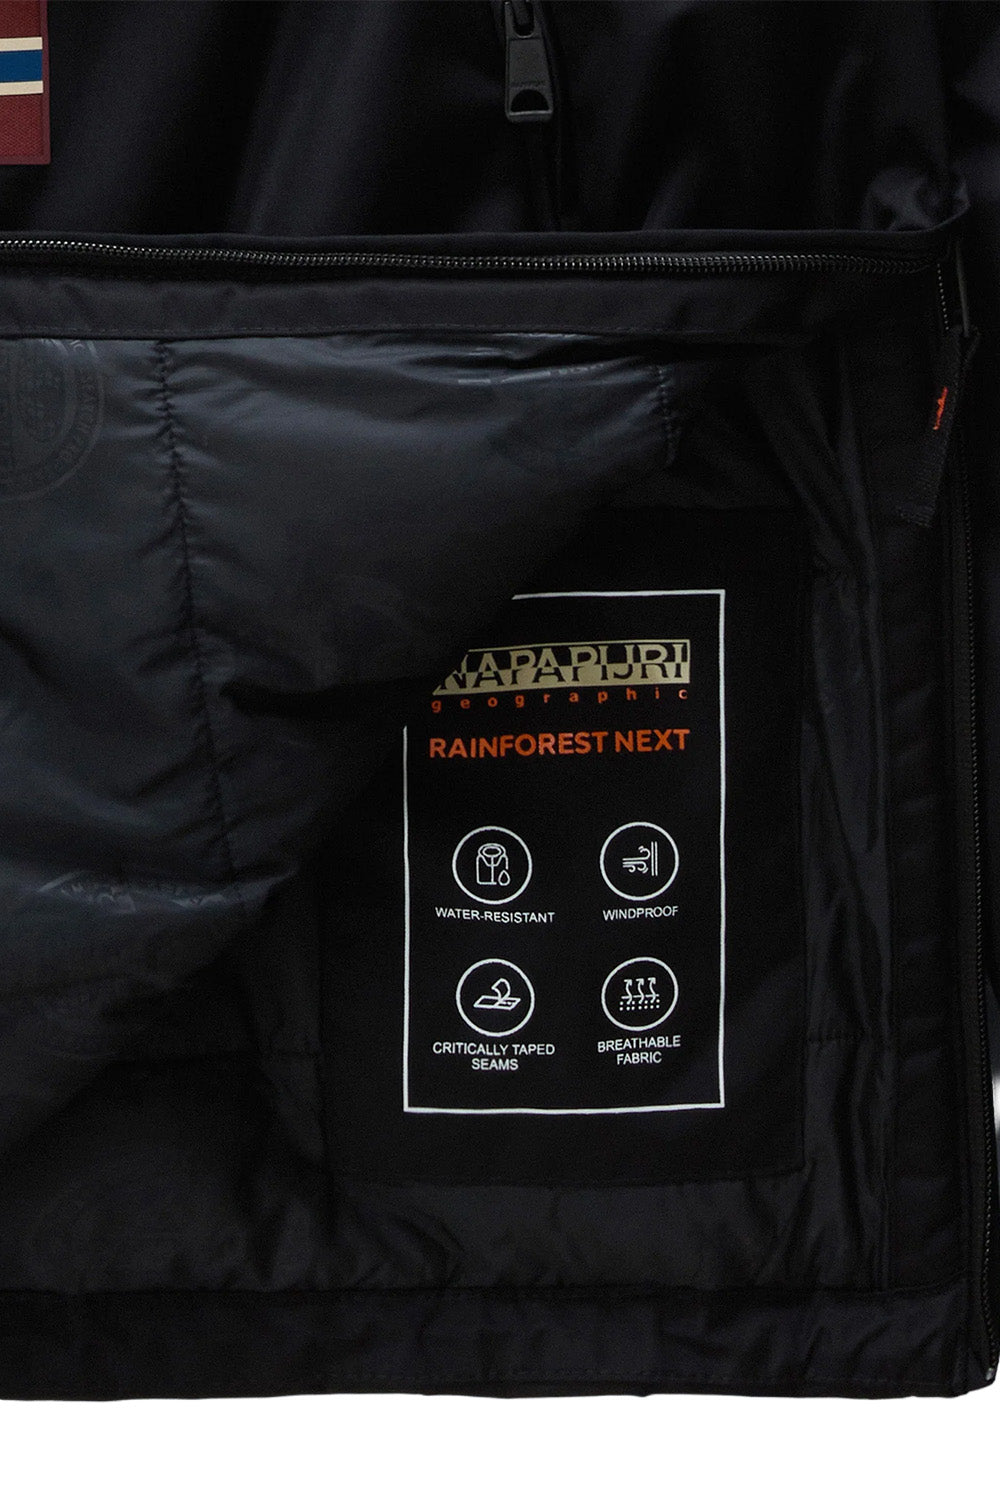 NAPAPIJRI
geographic
RAINFOREST NEXT
WATER-RESISTANT
WINDPROOF
CRITICALLY TAPED
SEAMS
BREATHABLE
FABRIC